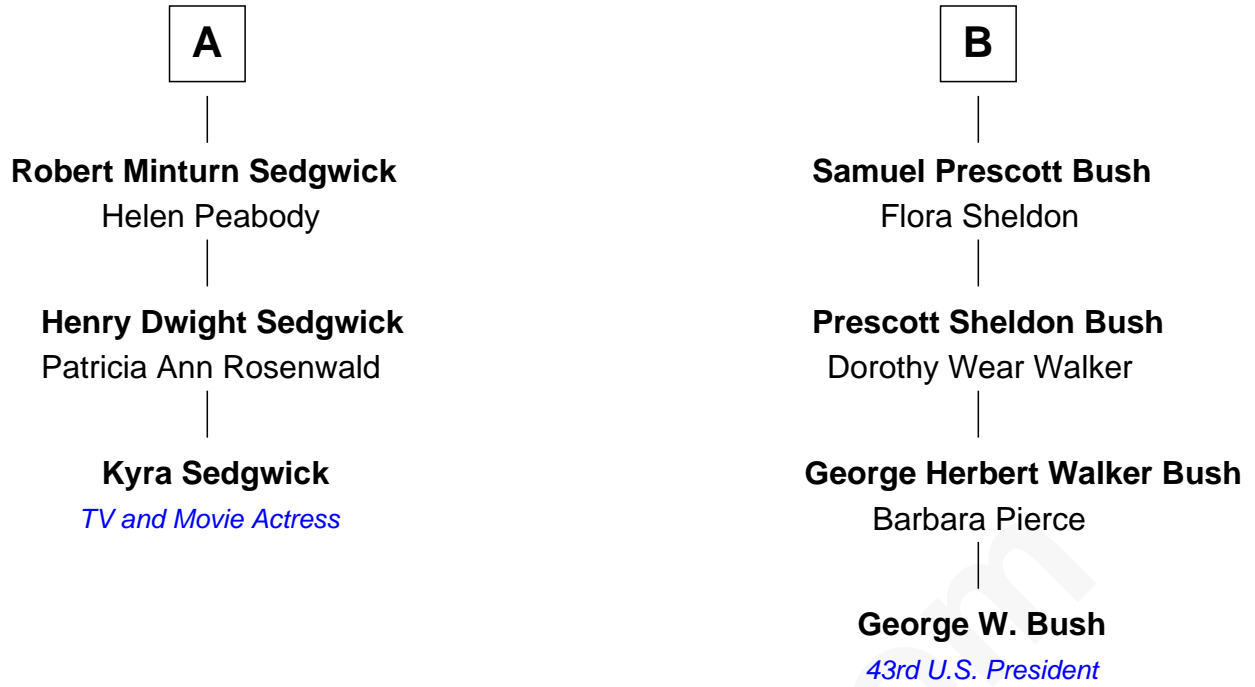 A
Robert Minturn Sedgwick
Helen Peabody
Henry Dwight Sedgwick
Patricia Ann Rosenwald
Kyra Sedgwick
TV and Movie Actress
B
Samuel Prescott Bush
Flora Sheldon
Prescott Sheldon Bush
Dorothy Wear Walker
George Herbert Walker Bush
Barbara Pierce
George W. Bush
43rd U.S. President